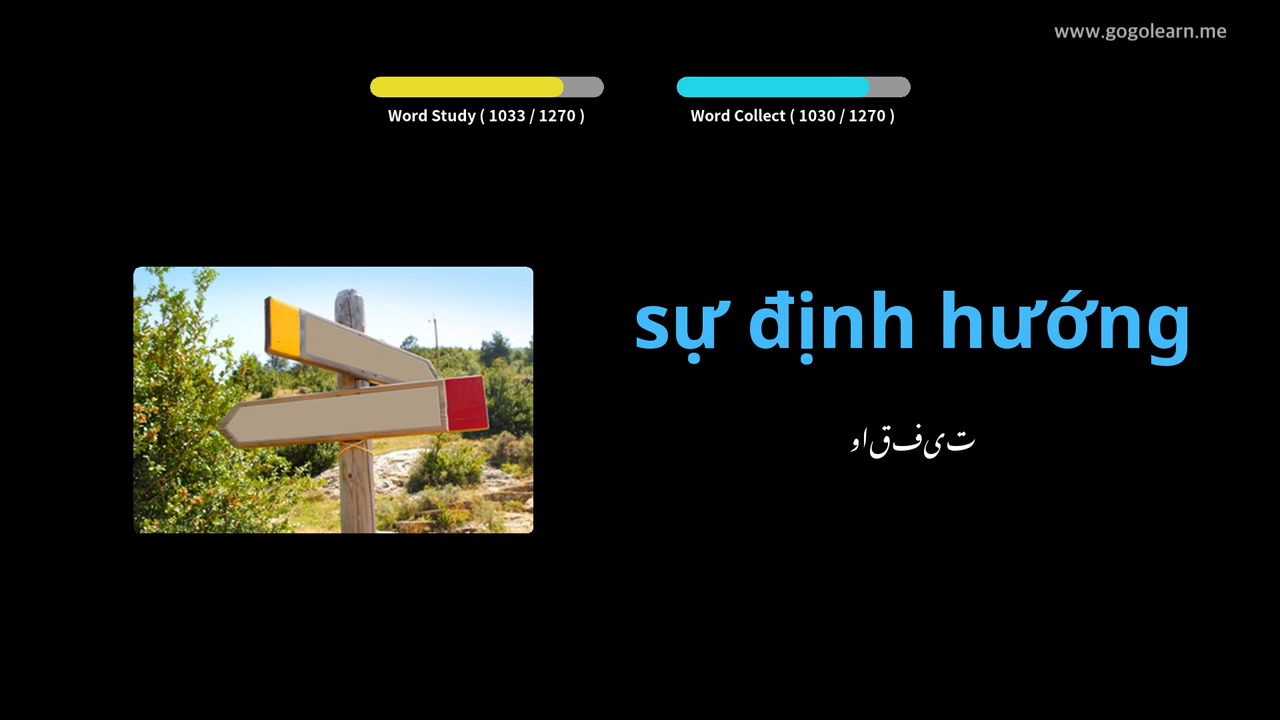 www.gogolearn.me
Word Study ( 1033 / 1270 )
Word Collect ( 1030 / 1270 )
sự định hướng
واقفیت